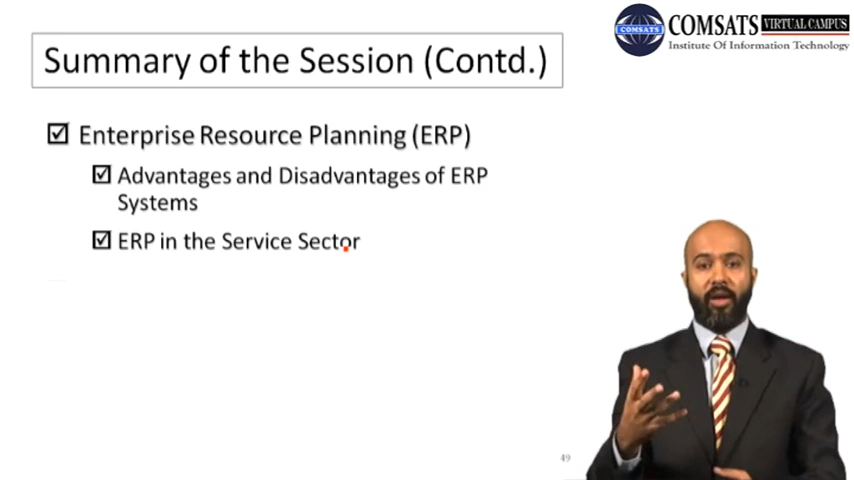 COMSATS VIRTUAL CAMPUS
COMSATS
Institute Of Information Technology
Summary of the Session (Contd.)
Enterprise Resource Planning (ERP)
Advantages and Disadvantages of ERP
Systems
ERP in the Service Sector
49